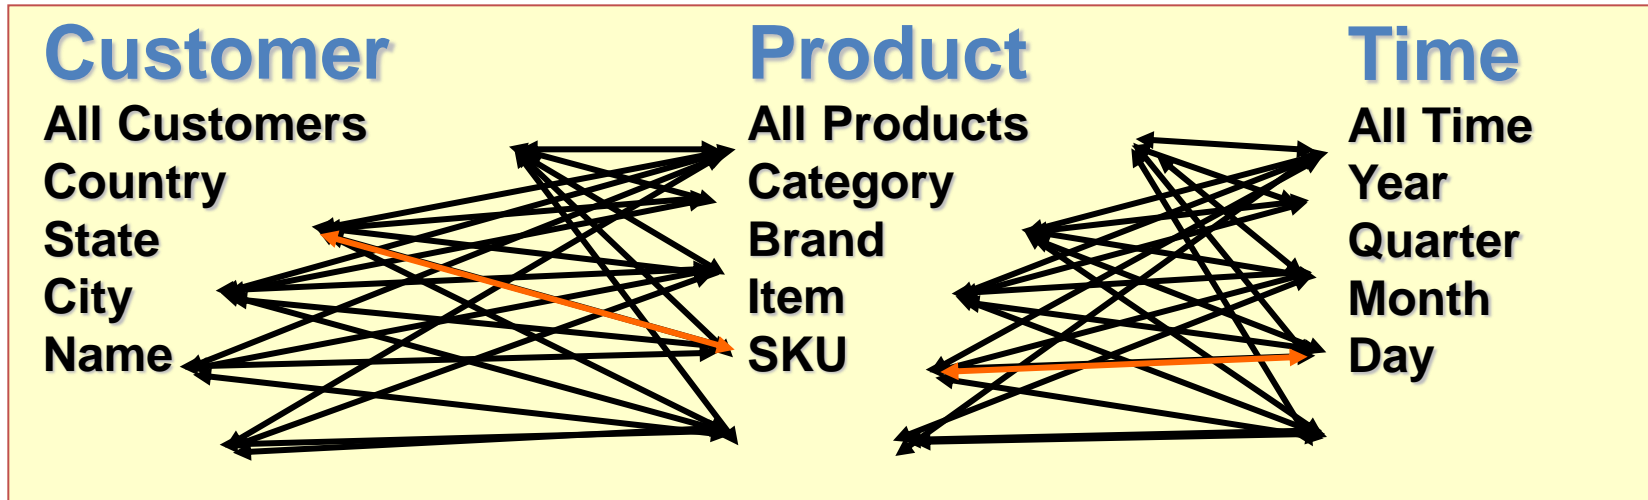 Customer
All Customers
Country
State
City
Name
Product
All Products
Category
Brand
Item
SKU
Time
All Time
Year
Quarter
Month
Day